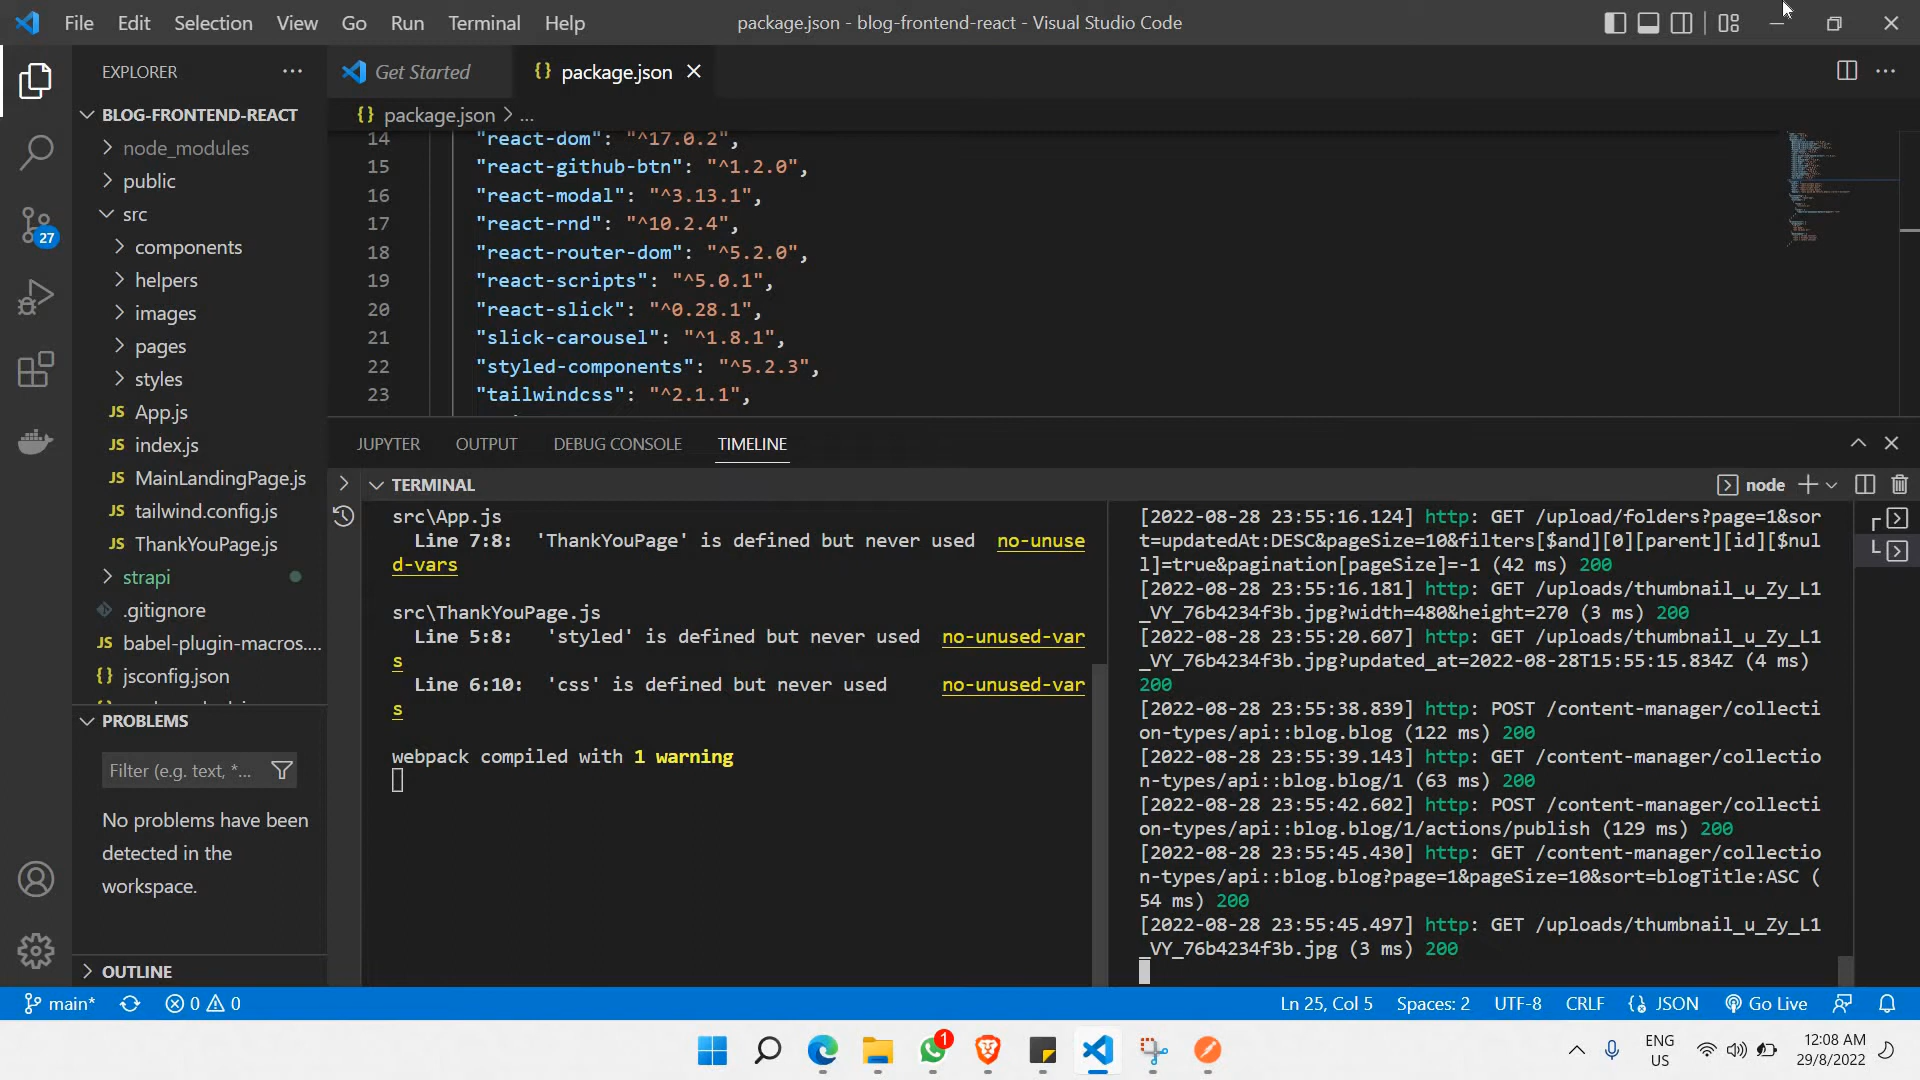 File Edit Selection View Go Run Terminal Help
package.json - blog-frontend-react - Visual Studio Code
EXPLORER
Get Started
package.json
package.json > ...
BLOG-FRONTEND-REACT
node_modules
public
src
components
helpers
images
pages
styles
JS App.js
JS index.js
JS MainLandingPage.js
JS tailwind.config.js
JS ThankYouPage.js
strapi
.gitignore
JS babel-plugin-macros....
{} jsconfig.json
27
14 "react-dom": "^17.0.2",
15 "react-github-btn": "^1.2.0",
16 "react-modal": "^3.13.1",
17 "react-rnd": "^10.2.4",
18 "react-router-dom": "^5.2.0",
19 "react-scripts": "^5.0.1",
20 "react-slick": "^0.28.1",
21 "slick-carousel": "^1.8.1",
22 "styled-components": "^5.2.3",
23 "tailwindcss": "^2.1.1",
JUPYTER OUTPUT DEBUG CONSOLE TIMELINE
TERMINAL
node
src\App.js
Line 7:8: 'ThankYouPage' is defined but never used no-unuse
d-vars
src\ThankYouPage.js
Line 5:8: 'styled' is defined but never used no-unused-var
s
Line 6:10: 'css' is defined but never used no-unused-var
s
webpack compiled with 1 warning
[2022-08-28 23:55:16.124] http: GET /upload/folders?page=1&sor
t=updatedAt:DESC&pageSize=10&filters[$and][0][parent][id][$nul
l]=true&pagination[pageSize]=-1 (42 ms) 200
[2022-08-28 23:55:16.181] http: GET /uploads/thumbnail_u_Zy_L1
_VY_76b4234f3b.jpg?width=480&height=270 (3 ms) 200
[2022-08-28 23:55:20.607] http: GET /uploads/thumbnail_u_Zy_L1
_VY_76b4234f3b.jpg?updated_at=2022-08-28T15:55:15.834Z (4 ms)
200
[2022-08-28 23:55:38.839] http: POST /content-manager/collecti
on-types/api::blog.blog (122 ms) 200
[2022-08-28 23:55:39.143] http: GET /content-manager/collectio
n-types/api::blog.blog/1 (63 ms) 200
[2022-08-28 23:55:42.602] http: POST /content-manager/collecti
on-types/api::blog.blog/1/actions/publish (129 ms) 200
[2022-08-28 23:55:45.430] http: GET /content-manager/collectio
n-types/api::blog.blog?page=1&pageSize=10&sort=blogTitle:ASC (
54 ms) 200
[2022-08-28 23:55:45.497] http: GET /uploads/thumbnail_u_Zy_L1
_VY_76b4234f3b.jpg (3 ms) 200
PROBLEMS
Filter (e.g. text, *...
No problems have been
detected in the
workspace.
OUTLINE
main* 0 0
Ln 25, Col 5 Spaces: 2 UTF-8 CRLF {} JSON Go Live
1
ENG
US
12:08 AM
29/8/2022